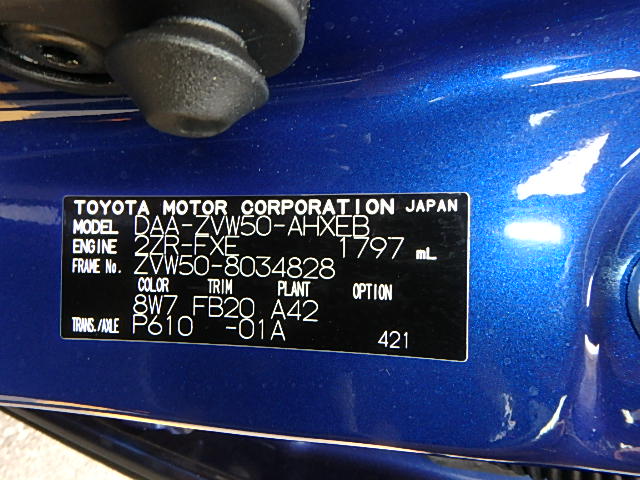 TOYOTA MOTOR CORPORATION JAPAN
MODEL DAA-ZVW50-AHXEB
ENGINE 2ZR-FXE 1797 mL
FRAME No. ZVW50-8034828
COLOR TRIM PLANT OPTION
8W7 FB20 A42
TRANS./AXLE P610 -01A 421